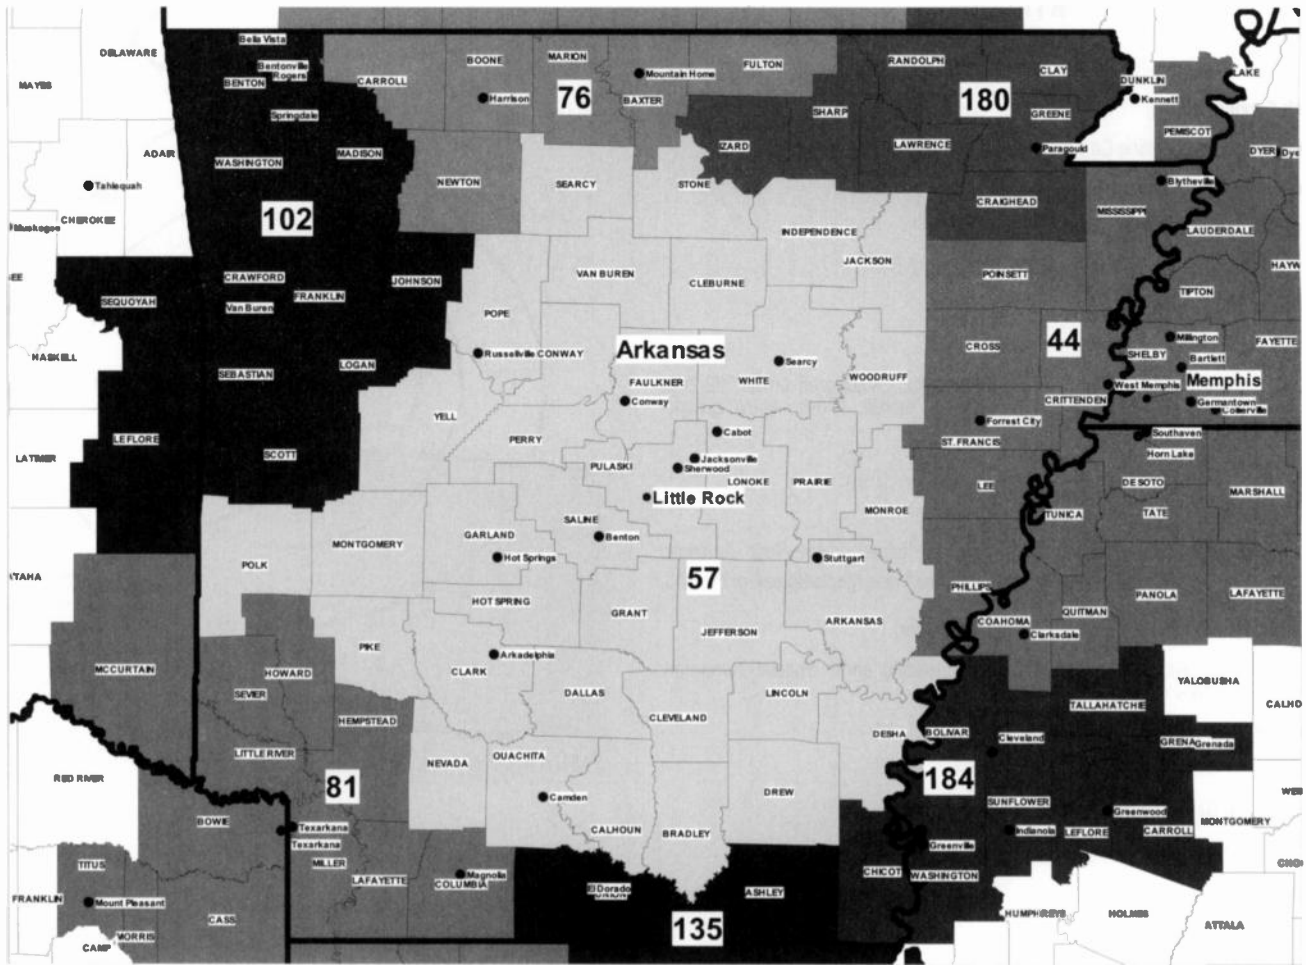 Bella Vista
DELAWARE
BOONE
MARION
RANDOLPH
FULTON
Bentonville
Rogers
CLAY
LAKE
MAYES
BENTON
CARROLL
Mountain Home
DUNKLIN
Harrison
76
BAXTER
180
Kennett
Springdale
SHARP
GREENE
PEMISCOT
IZARD
LAWRENCE
Paragould
DYER
ADAIR
WASHINGTON
MADISON
Tahlequah
NEWTON
SEARCY
STONE
Blytheville
CRAIGHEAD
MISSISSIPPI
CHEROKEE
102
Muskogee
INDEPENDENCE
LAUDERDALE
JACKSON
VAN BUREN
CLEBURNE
POINSETT
HAYW
CRAWFORD
FRANKLIN
JOHNSON
SEQUOYAH
Van Buren
TIPTON
POPE
HASKELL
Russellville
CONWAY
Arkansas
Searcy
CROSS
44
Millington
FAYETTE
SHELBY
Bartlett
LOGAN
SEBASTIAN
FAULKNER
WHITE
WOODRUFF
West Memphis
Memphis
Conway
CRITTENDEN
Germantown
Collierville
YELL
Forrest City
LEFLORE
PERRY
Cabot
ST. FRANCIS
Southaven
LATIMER
SCOTT
PULASKI
Jacksonville
Sherwood
Horn Lake
LONOKE
PRAIRIE
LEE
DESOTO
MARSHALL
Little Rock
MONROE
TUNICA
TATE
SALINE
GARLAND
Benton
MONTGOMERY
Hot Springs
Stuttgart
POLK
57
PHILLIPS
PANOLA
LAFAYETTE
HOT SPRING
GRANT
QUITMAN
JEFFERSON
ARKANSAS
COAHOMA
Clarksdale
PIKE
Arkadelphia
MCCURTAIN
HOWARD
CLARK
SEVIER
DALLAS
LINCOLN
YALOBUSHA
HEMPSTEAD
CLEVELAND
TALLAHATCHIE
CALHO
DESHA
BOLIVAR
Cleveland
Grenada
LITTLE RIVER
NEVADA
OUACHITA
RED RIVER
81
184
DREW
Camden
SUNFLOWER
Greenwood
BOWIE
Texarkana
Texarkana
CALHOUN
BRADLEY
Indianola
LEFLORE
CARROLL
MONTGOMERY
Greenville
TITUS
MILLER
LAFAYETTE
Magnolia
COLUMBIA
CHICOT
WASHINGTON
FRANKLIN
Mount Pleasant
El Dorado
UNION
ASHLEY
HUMPHREYS
HOLMES
CASS
135
ATTALA
MORRIS
CAMP